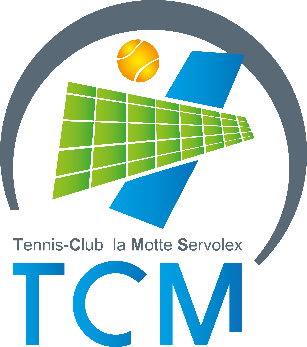 Tennis-Club la Motte Servolex
TCM